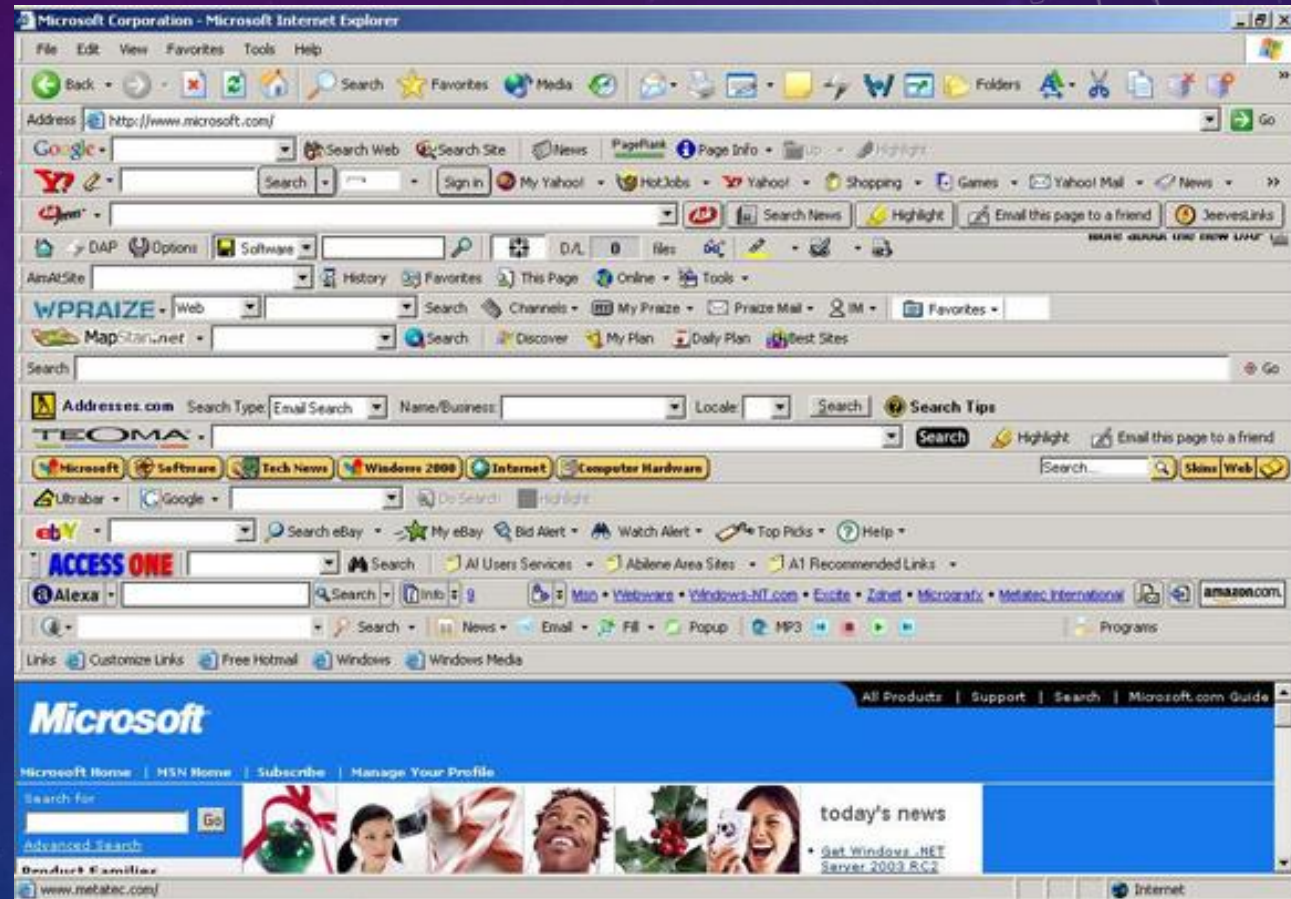 Microsoft Corporation - Microsoft Internet Explorer
File Edit View Favorites Tools Help
Back Search Favorites Media Folders
Address http://www.microsoft.com/ Go
Google Search Web Search Site News PageRank Page Info Up Highlight
Y? Search Sign in My Yahoo! HotJobs Yahoo! Shopping Games Yahoo! Mail News
Search News Highlight Email this page to a friend JeevesLinks
DAP Options Software D/L 0 files More about the new DAP
AimAtSite History Favorites This Page Online Tools
WPRAIZE Web Search Channels My Praize Praize Mail IM Favorites
MapStan.net Search Discover My Plan Daily Plan Best Sites
Search Go
Addresses.com Search Type: Email Search Name/Business: Locale: Search Search Tips
TEOMA Search Highlight Email this page to a friend
Microsoft Software Tech News Windows 2000 Internet Computer Hardware Search... Skins Web
Ultrabar Google Do Search Highlight
ebY Search eBay My eBay Bid Alert Watch Alert Top Picks Help
ACCESS ONE Search A1 Users Services Abilene Area Sites A1 Recommended Links
Alexa Search Info 9 Msn • Webware • Windows-NT.com • Excite • Zdnet • Micrografx • Metatec International amazon.com.
Search News Email Fill Popup MP3 Programs
Links Customize Links Free Hotmail Windows Windows Media
All Products | Support | Search | Microsoft.com Guide
Microsoft
Microsoft Home | MSN Home | Subscribe | Manage Your Profile
Search for
Go
Advanced Search
Product Families
today's news
• Get Windows .NET
Server 2003 RC2
www.metatec.com/ Internet